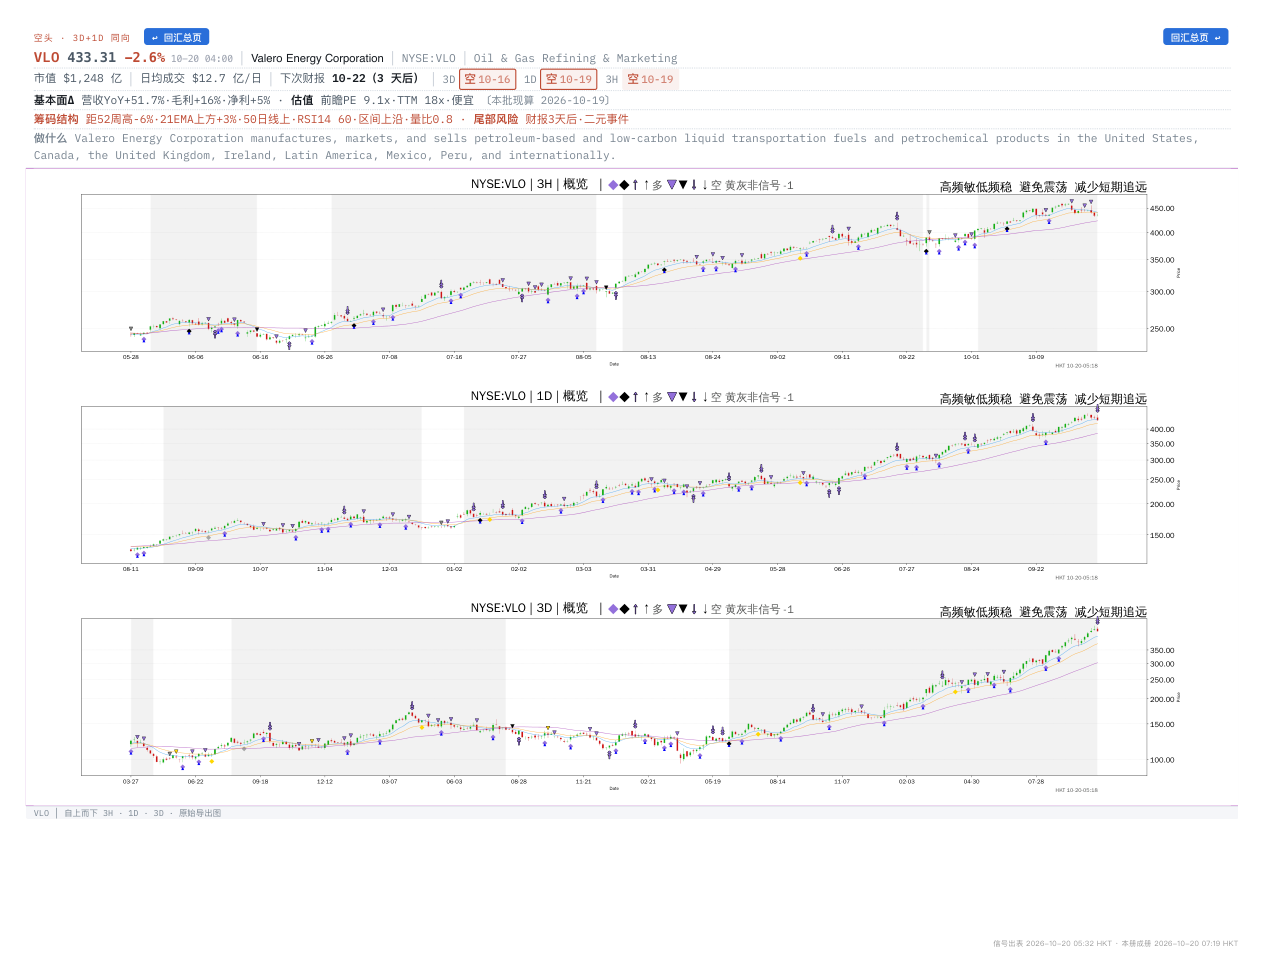 空头 · 3D+1D 同向 ↩ 回汇总页 回汇总页 ↩
VLO 433.31 −2.6% 10-20 04:00 │ Valero Energy Corporation │ NYSE:VLO │ Oil & Gas Refining & Marketing
市值 $1,248 亿 │ 日均成交 $12.7 亿/日 │ 下次财报 10-22 (3 天后) │ 3D 空 10-16 1D 空 10-19 3H 空 10-19
基本面Δ 营收YoY+51.7%·毛利+16%·净利+5% · 估值 前瞻PE 9.1x·TTM 18x·便宜 〔本批现算 2026-10-19〕
筹码结构 距52周高-6%·21EMA上方+3%·50日线上·RSI14 60·区间上沿·量比0.8 · 尾部风险 财报3天后·二元事件
做什么 Valero Energy Corporation manufactures, markets, and sells petroleum-based and low-carbon liquid transportation fuels and petrochemical products in the United States,
Canada, the United Kingdom, Ireland, Latin America, Mexico, Peru, and internationally.
NYSE:VLO | 3H | 概览 | ◆◆↑↑多 ▼▼↓↓空 黄灰非信号 -1 高频敏低频稳 避免震荡 减少短期追远
450.00
400.00
350.00
300.00
250.00
Price
05-28 06-06 06-16 06-26 07-08 07-16 07-27 08-05 08-13 08-24 09-02 09-11 09-22 10-01 10-09
Date
HKT 10-20-05:18
NYSE:VLO | 1D | 概览 | ◆◆↑↑多 ▼▼↓↓空 黄灰非信号 -1 高频敏低频稳 避免震荡 减少短期追远
400.00
350.00
300.00
250.00
200.00
150.00
Price
08-11 09-09 10-07 11-04 12-03 01-02 02-02 03-03 03-31 04-29 05-28 06-26 07-27 08-24 09-22
Date
HKT 10-20-05:18
NYSE:VLO | 3D | 概览 | ◆◆↑↑多 ▼▼↓↓空 黄灰非信号 -1 高频敏低频稳 避免震荡 减少短期追远
350.00
300.00
250.00
200.00
150.00
100.00
Price
03-27 06-22 09-18 12-12 03-07 06-03 08-28 11-21 02-21 05-19 08-14 11-07 02-03 04-30 07-28
Date
HKT 10-20-05:18
VLO │ 自上而下 3H · 1D · 3D · 原始导出图
信号出表 2026-10-20 05:32 HKT · 本册成册 2026-10-20 07:19 HKT